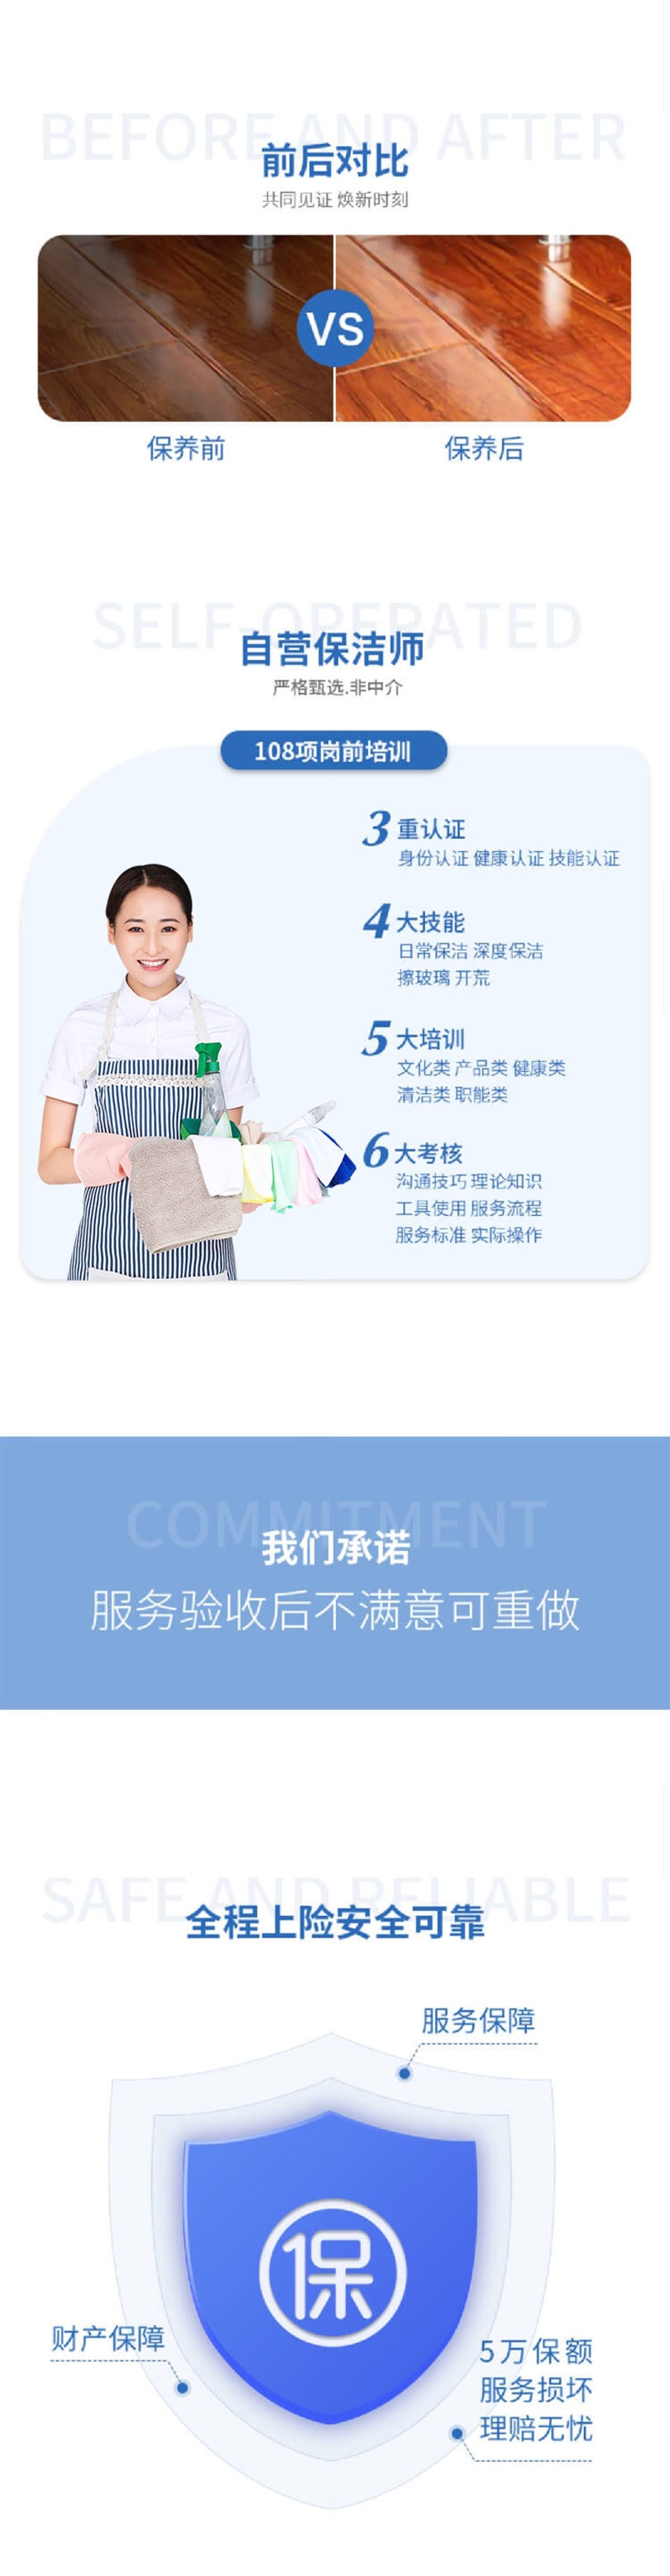 BEFORE AND AFTER
前后对比
共同见证 焕新时刻
VS
保养前
保养后
SELF-OPERATED
自营保洁师
严格甄选.非中介
108项岗前培训
3重认证
身份认证 健康认证 技能认证
4大技能
日常保洁 深度保洁
擦玻璃 开荒
5大培训
文化类 产品类 健康类
清洁类 职能类
6大考核
沟通技巧 理论知识
工具使用 服务流程
服务标准 实际操作
COMMITMENT
我们承诺
服务验收后不满意可重做
SAFE AND RELIABLE
全程上险安全可靠
服务保障
保
财产保障
5万保额
服务损坏
理赔无忧